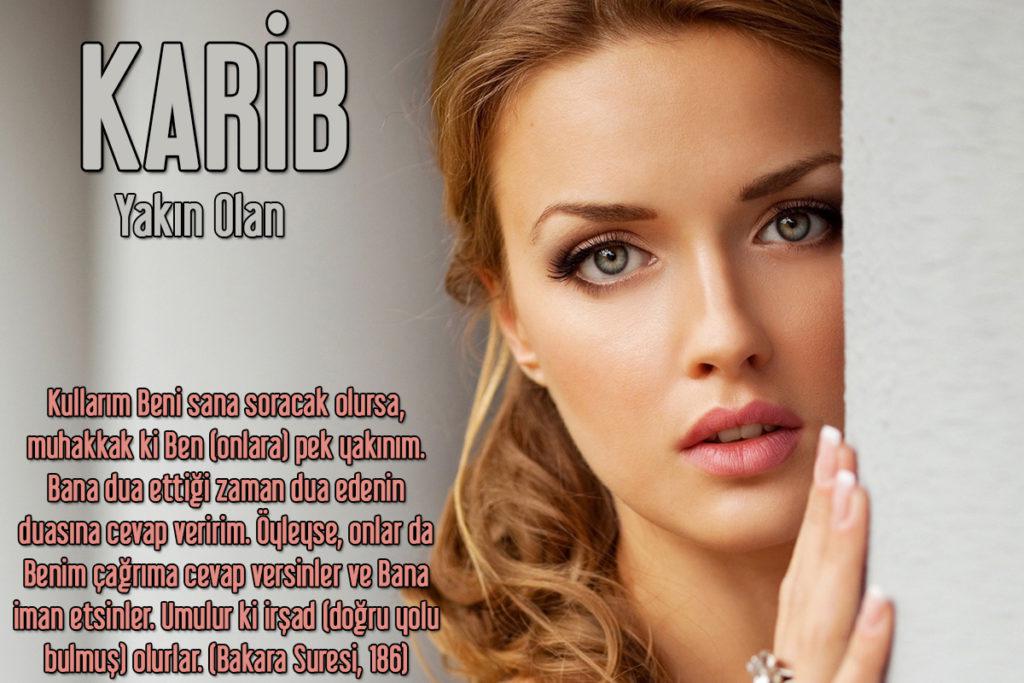 KARİB
Yakın Olan
Kullarım Beni sana soracak olursa,
muhakkak ki Ben (onlara) pek yakınım.
Bana dua ettiği zaman dua edenin
duasına cevap veririm. Öyleyse, onlar da
Benim çağrıma cevap versinler ve Bana
iman etsinler. Umulur ki irşad (doğru yolu
bulmuş) olurlar. (Bakara Suresi, 186)